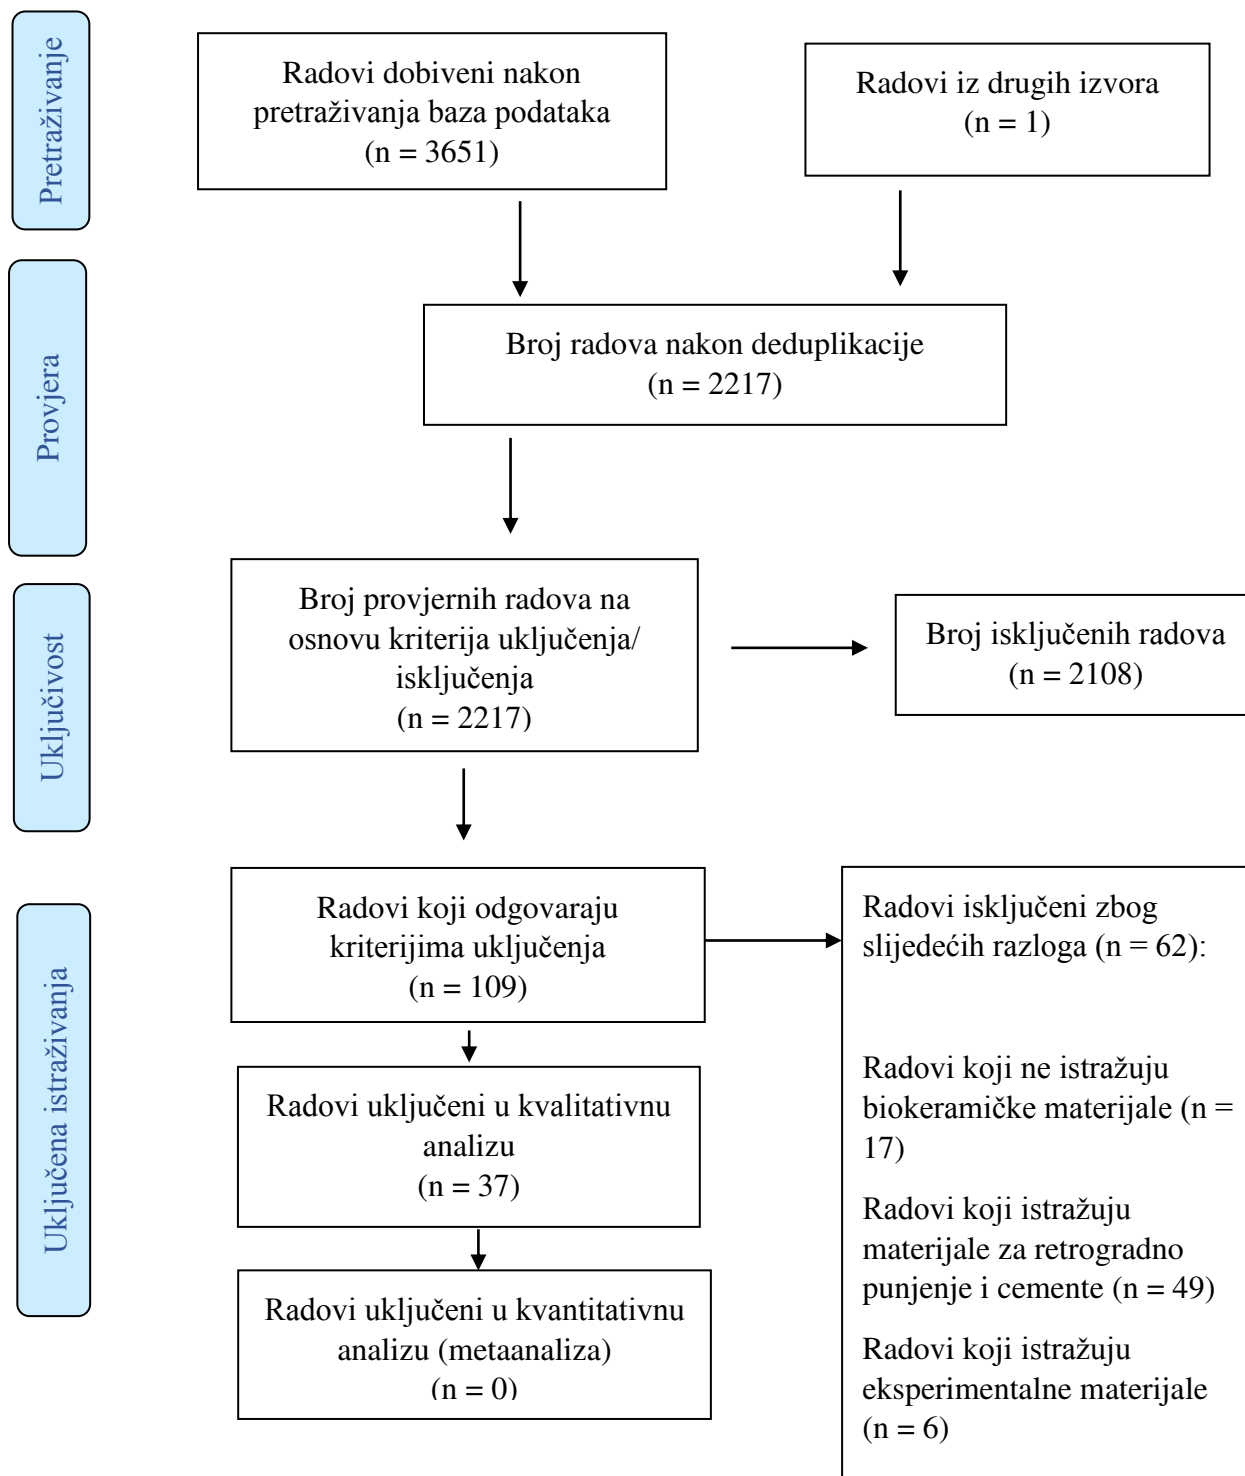 Pretraživanje
Radovi dobiveni nakon
pretraživanja baza podataka
(n = 3651)
Radovi iz drugih izvora
(n = 1)
Provjera
Broj radova nakon deduplikacije
(n = 2217)
Uključivost
Broj provjernih radova na
osnovu kriterija uključenja/
isključenja
(n = 2217)
Broj isključenih radova
(n = 2108)
Uključena istraživanja
Radovi koji odgovaraju
kriterijima uključenja
(n = 109)
Radovi isključeni zbog
slijedećih razloga (n = 62):
Radovi koji ne istražuju
biokeramičke materijale (n =
17)
Radovi koji istražuju
materijale za retrogradno
punjenje i cemente (n = 49)
Radovi koji istražuju
eksperimentalne materijale
(n = 6)
Radovi uključeni u kvalitativnu
analizu
(n = 37)
Radovi uključeni u kvantitativnu
analizu (metaanaliza)
(n = 0)